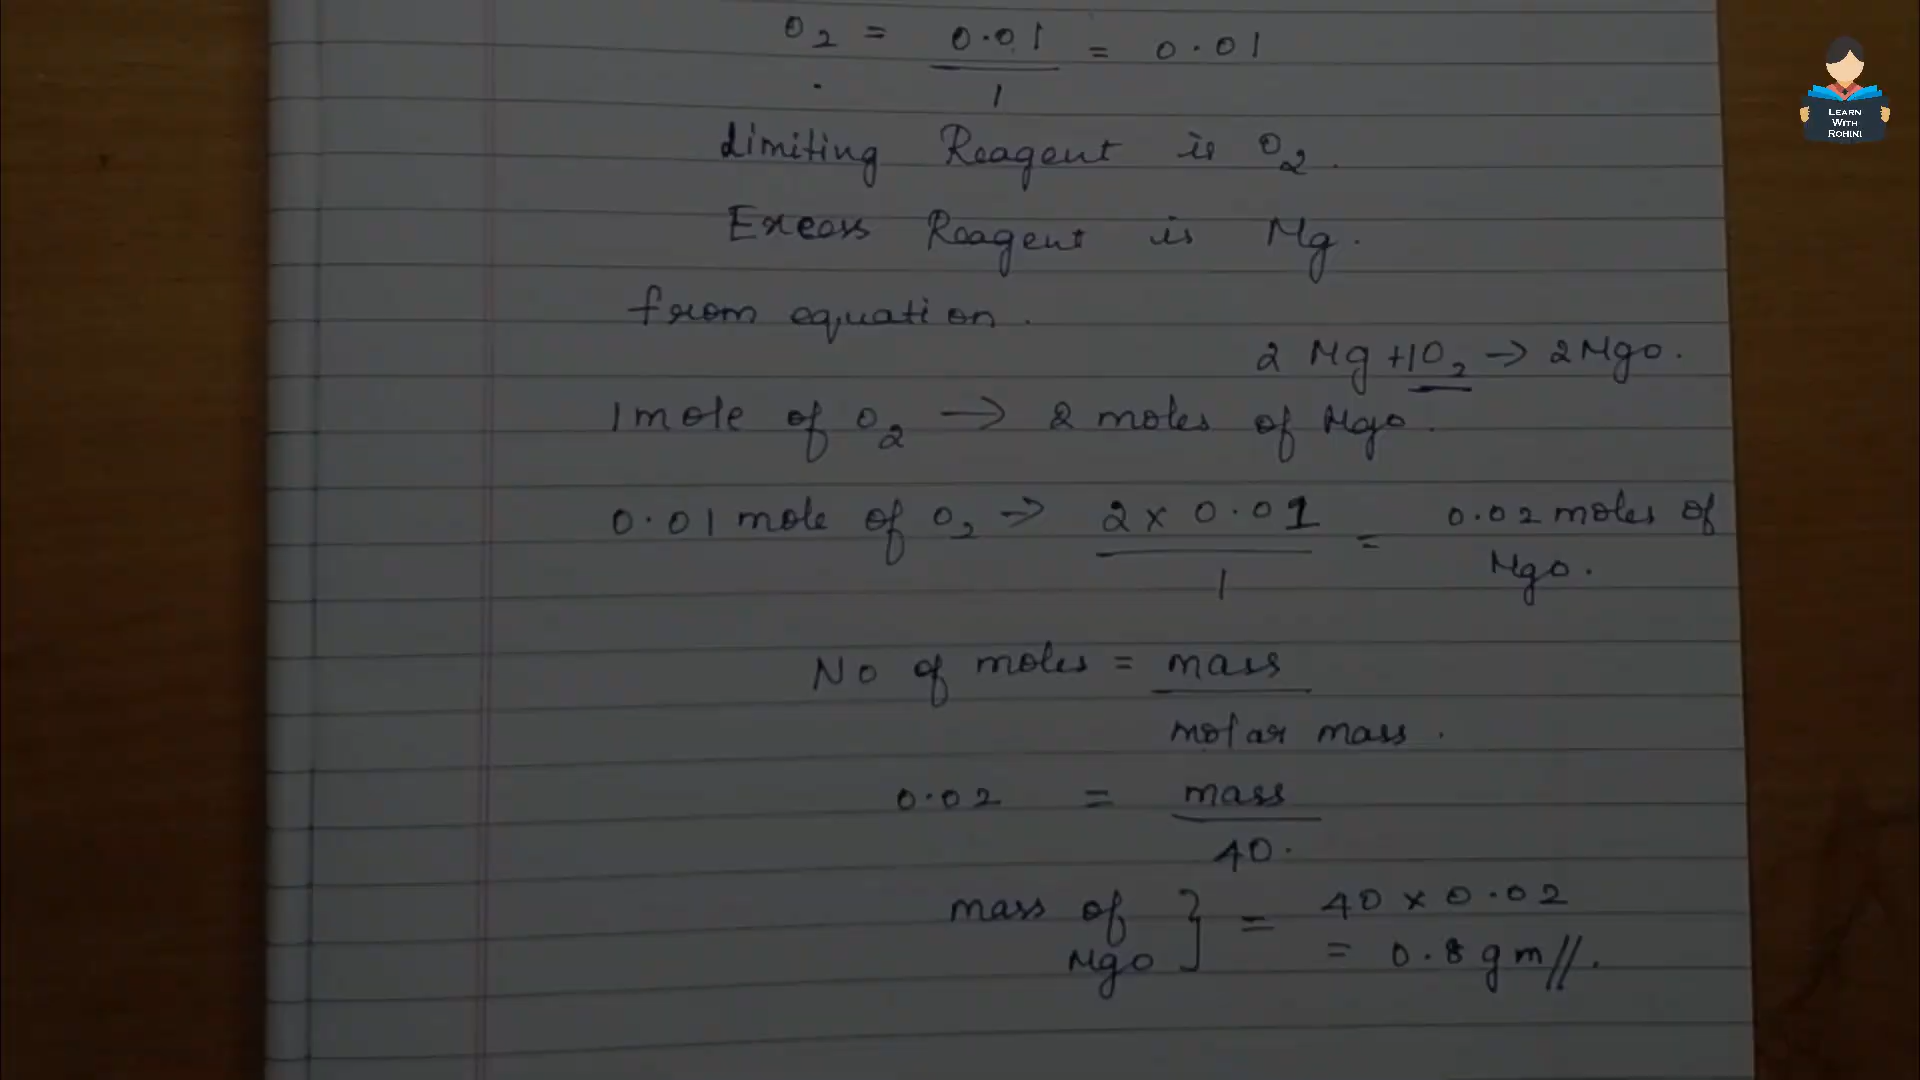 O2 = 0.01 = 0.01
1
Limiting Reagent is O2.
Excess Reagent is Mg.
from equation.
2 Mg + 1O2 → 2MgO.
1 mole of O2 → 2 moles of MgO.
0.01 mole of O2 → 2 x 0.01 = 0.02 moles of
1
MgO.
No of moles = mass
molar mass.
0.02 = mass
40.
mass of } = 40 x 0.02
MgO = 0.8 gm//.
LEARN
WITH
ROHINI